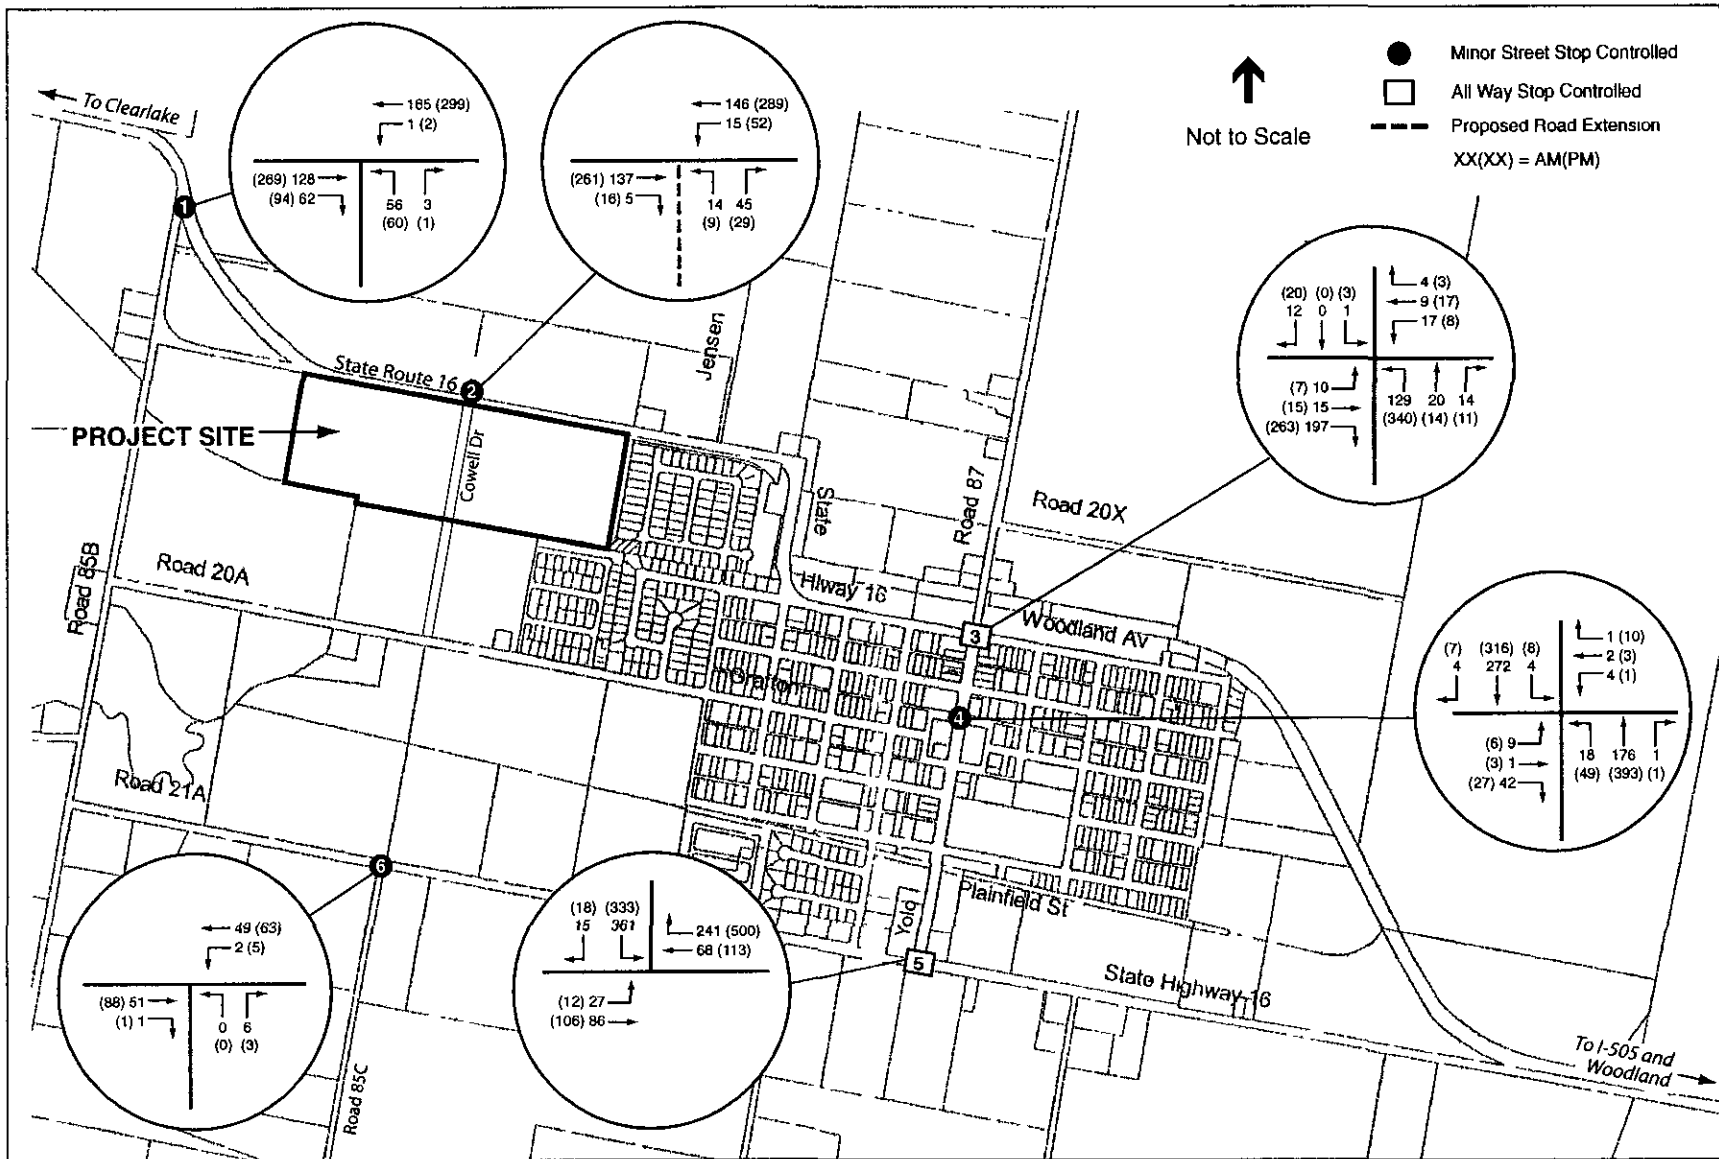 Minor Street Stop Controlled
All Way Stop Controlled
Proposed Road Extension
XX(XX) = AM(PM)
Not to Scale
To Clearlake
165 (299)
1 (2)
(269) 128
(94) 62
56 3
(60) (1)
146 (289)
15 (52)
(261) 137
(16) 5
14 45
(9) (29)
1
2
State Route 16
Jensen
PROJECT SITE
Cowell Dr
State
Road 87
Road 20X
(20) (0) (3)
12 0 1
4 (3)
9 (17)
17 (8)
(7) 10
(15) 15
(263) 197
129 20 14
(340) (14) (11)
Road 85B
Road 20A
Hiway 16
3
Woodland AV
Grafton
4
(7) (316) (8)
4 272 4
1 (10)
2 (3)
4 (1)
(6) 9
(3) 1
(27) 42
18 176 1
(49) (393) (1)
Road 21A
6
Plainfield St
Yolo
5
State Highway 16
49 (63)
2 (5)
(88) 51
(1) 1
0 6
(0) (3)
(18) (333)
15 361
241 (500)
68 (113)
(12) 27
(106) 86
Road 85C
To I-505 and
Woodland